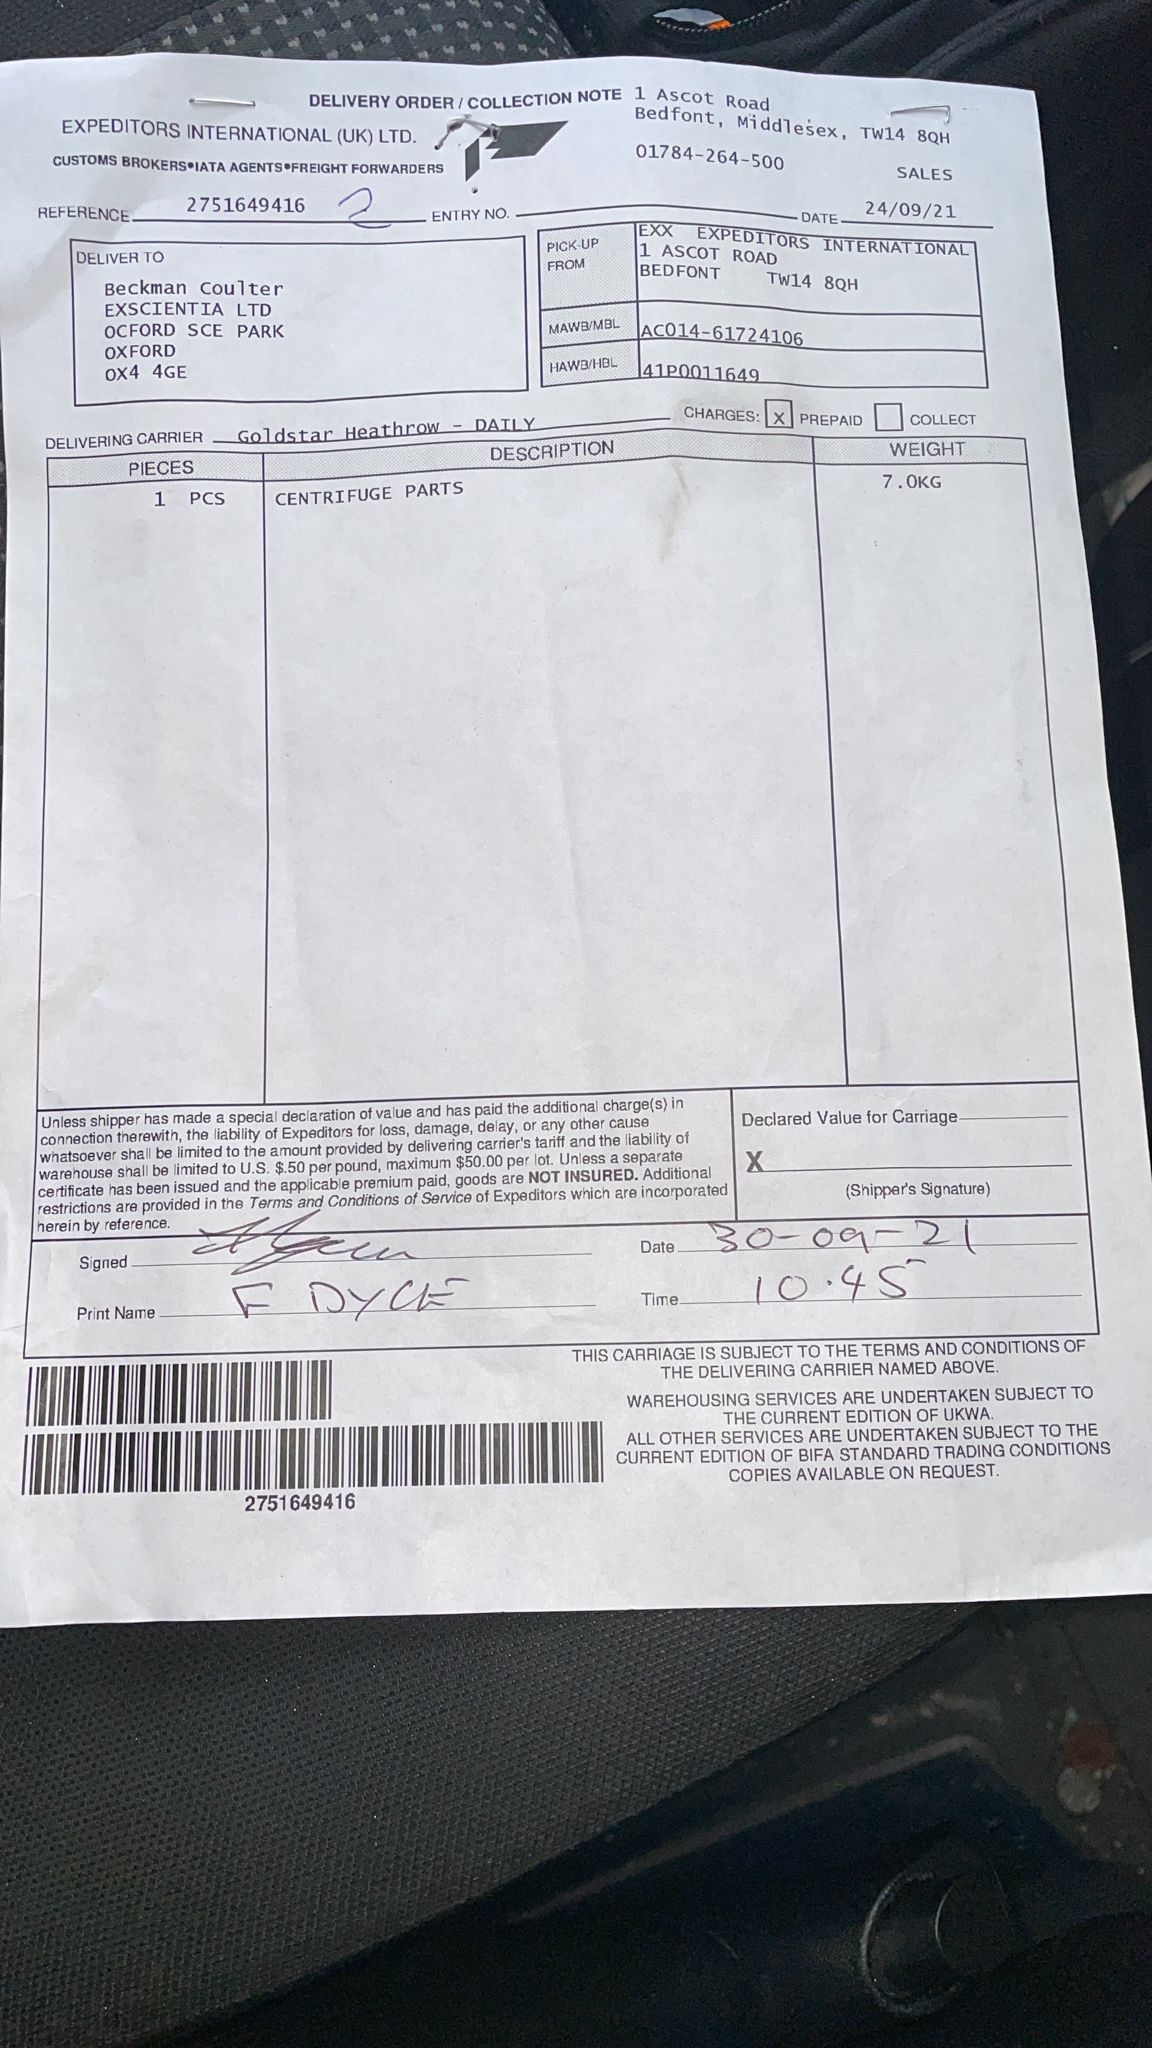 DELIVERY ORDER / COLLECTION NOTE
1 Ascot Road
Bedfont, Middlesex, TW14 8QH
EXPEDITORS INTERNATIONAL (UK) LTD.
CUSTOMS BROKERS•IATA AGENTS•FREIGHT FORWARDERS
01784-264-500
SALES
REFERENCE 2751649416 2 ENTRY NO. DATE 24/09/21
DELIVER TO
Beckman Coulter
EXSCIENTIA LTD
OCFORD SCE PARK
OXFORD
OX4 4GE
PICK-UP FROM
EXX EXPEDITORS INTERNATIONAL
1 ASCOT ROAD
BEDFONT TW14 8QH
MAWB/MBL AC014-61724106
HAWB/HBL 41P0011649
DELIVERING CARRIER Goldstar Heathrow - DAILY
CHARGES: X PREPAID COLLECT
PIECES DESCRIPTION WEIGHT
1 PCS CENTRIFUGE PARTS 7.0KG
Unless shipper has made a special declaration of value and has paid the additional charge(s) in
connection therewith, the liability of Expeditors for loss, damage, delay, or any other cause
whatsoever shall be limited to the amount provided by delivering carrier's tariff and the liability of
warehouse shall be limited to U.S. $.50 per pound, maximum $50.00 per lot. Unless a separate
certificate has been issued and the applicable premium paid, goods are NOT INSURED. Additional
restrictions are provided in the Terms and Conditions of Service of Expeditors which are incorporated
herein by reference.
Declared Value for Carriage
X
(Shipper's Signature)
Signed
Date 30-09-21
Print Name F DYCE
Time 10.45
THIS CARRIAGE IS SUBJECT TO THE TERMS AND CONDITIONS OF
THE DELIVERING CARRIER NAMED ABOVE.
WAREHOUSING SERVICES ARE UNDERTAKEN SUBJECT TO
THE CURRENT EDITION OF UKWA.
ALL OTHER SERVICES ARE UNDERTAKEN SUBJECT TO THE
CURRENT EDITION OF BIFA STANDARD TRADING CONDITIONS
COPIES AVAILABLE ON REQUEST.
2751649416